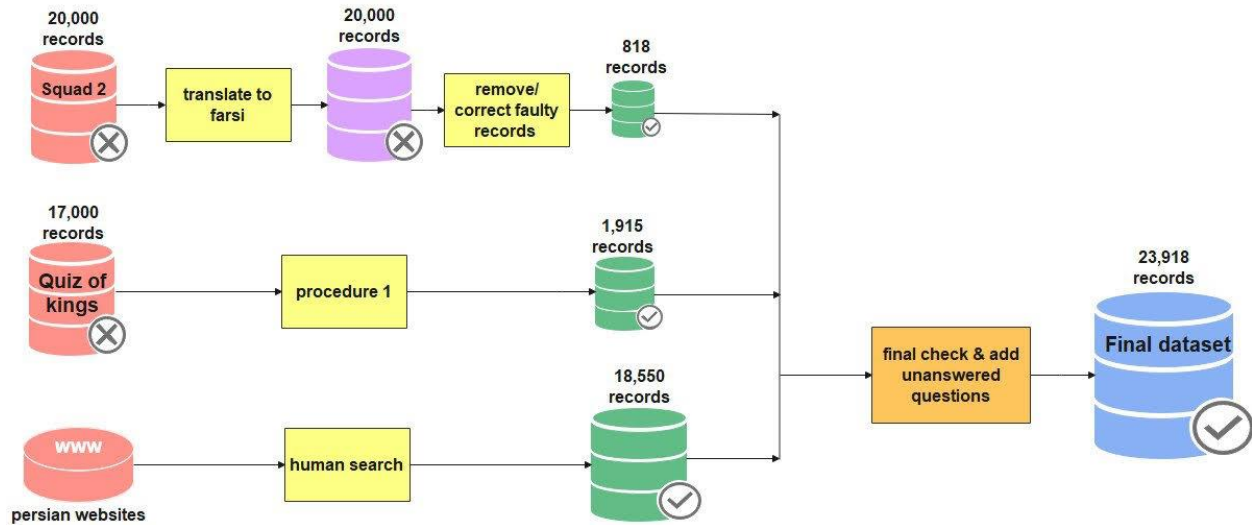 20,000
records
Squad 2
translate to
farsi
20,000
records
remove/
correct faulty
records
818
records
17,000
records
Quiz of
kings
procedure 1
1,915
records
www
persian websites
human search
18,550
records
final check & add
unanswered
questions
23,918
records
Final dataset